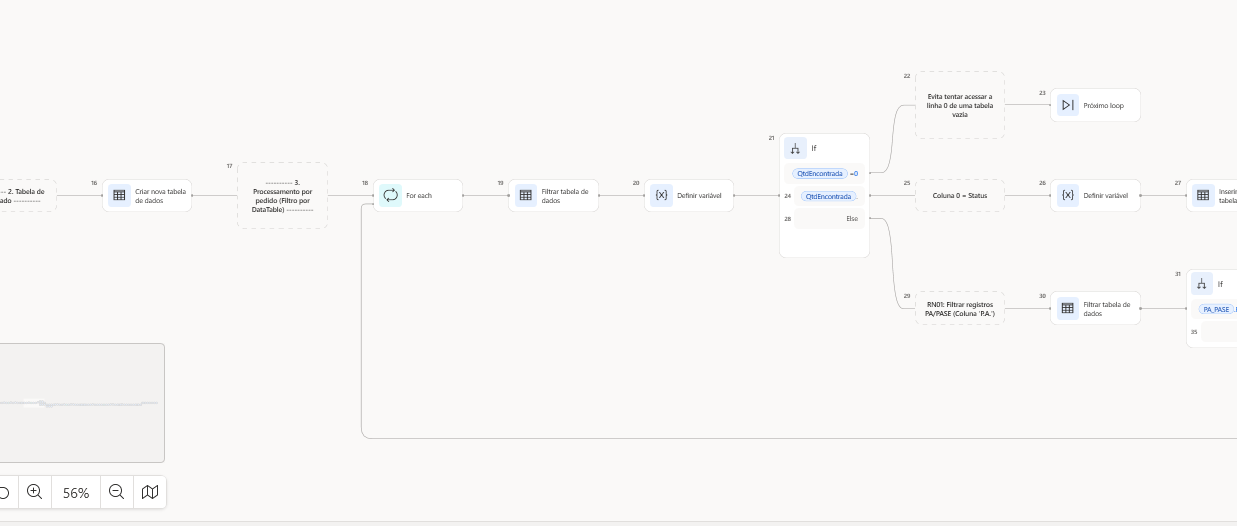 -- 2. Tabela de
ado ----------
16
Criar nova tabela
de dados
17
---------- 3.
Processamento por
pedido (Filtro por
DataTable) ----------
18
For each
19
Filtrar tabela de
dados
20
Definir variável
21
If
QtdEncontrada =0
24
QtdEncontrada
28
Else
22
Evita tentar acessar a
linha 0 de uma tabela
vazia
23
Próximo loop
25
Coluna 0 = Status
26
Definir variável
27
29
RN01: Filtrar registros
PA/PASE (Coluna 'P.A.')
30
Filtrar tabela de
dados
31
If
PA_PASE
35
56%